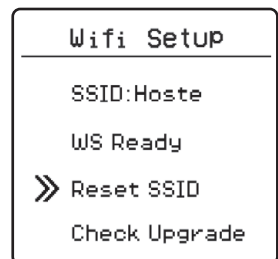 Wifi Setup
SSID:Hoste
WS Ready
Reset SSID
Check Upgrade